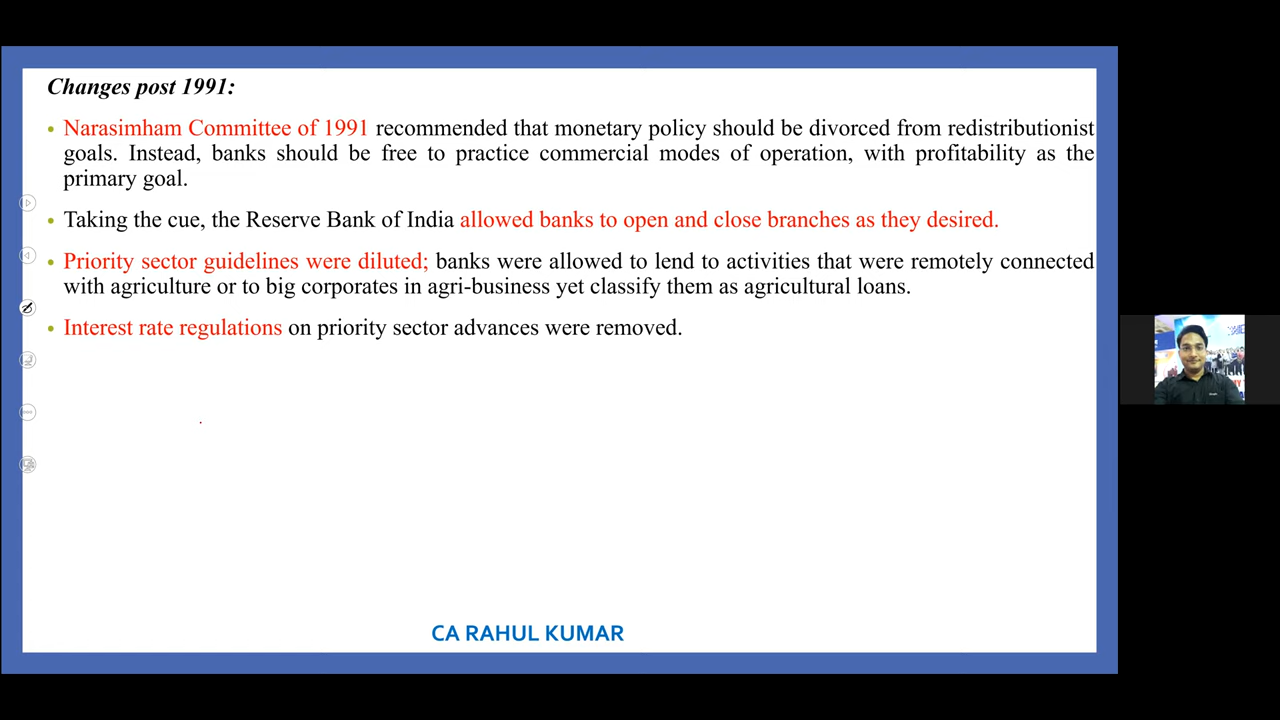 Changes post 1991:
• Narasimham Committee of 1991 recommended that monetary policy should be divorced from redistributionist
goals. Instead, banks should be free to practice commercial modes of operation, with profitability as the
primary goal.
• Taking the cue, the Reserve Bank of India allowed banks to open and close branches as they desired.
• Priority sector guidelines were diluted; banks were allowed to lend to activities that were remotely connected
with agriculture or to big corporates in agri-business yet classify them as agricultural loans.
• Interest rate regulations on priority sector advances were removed.
CA RAHUL KUMAR